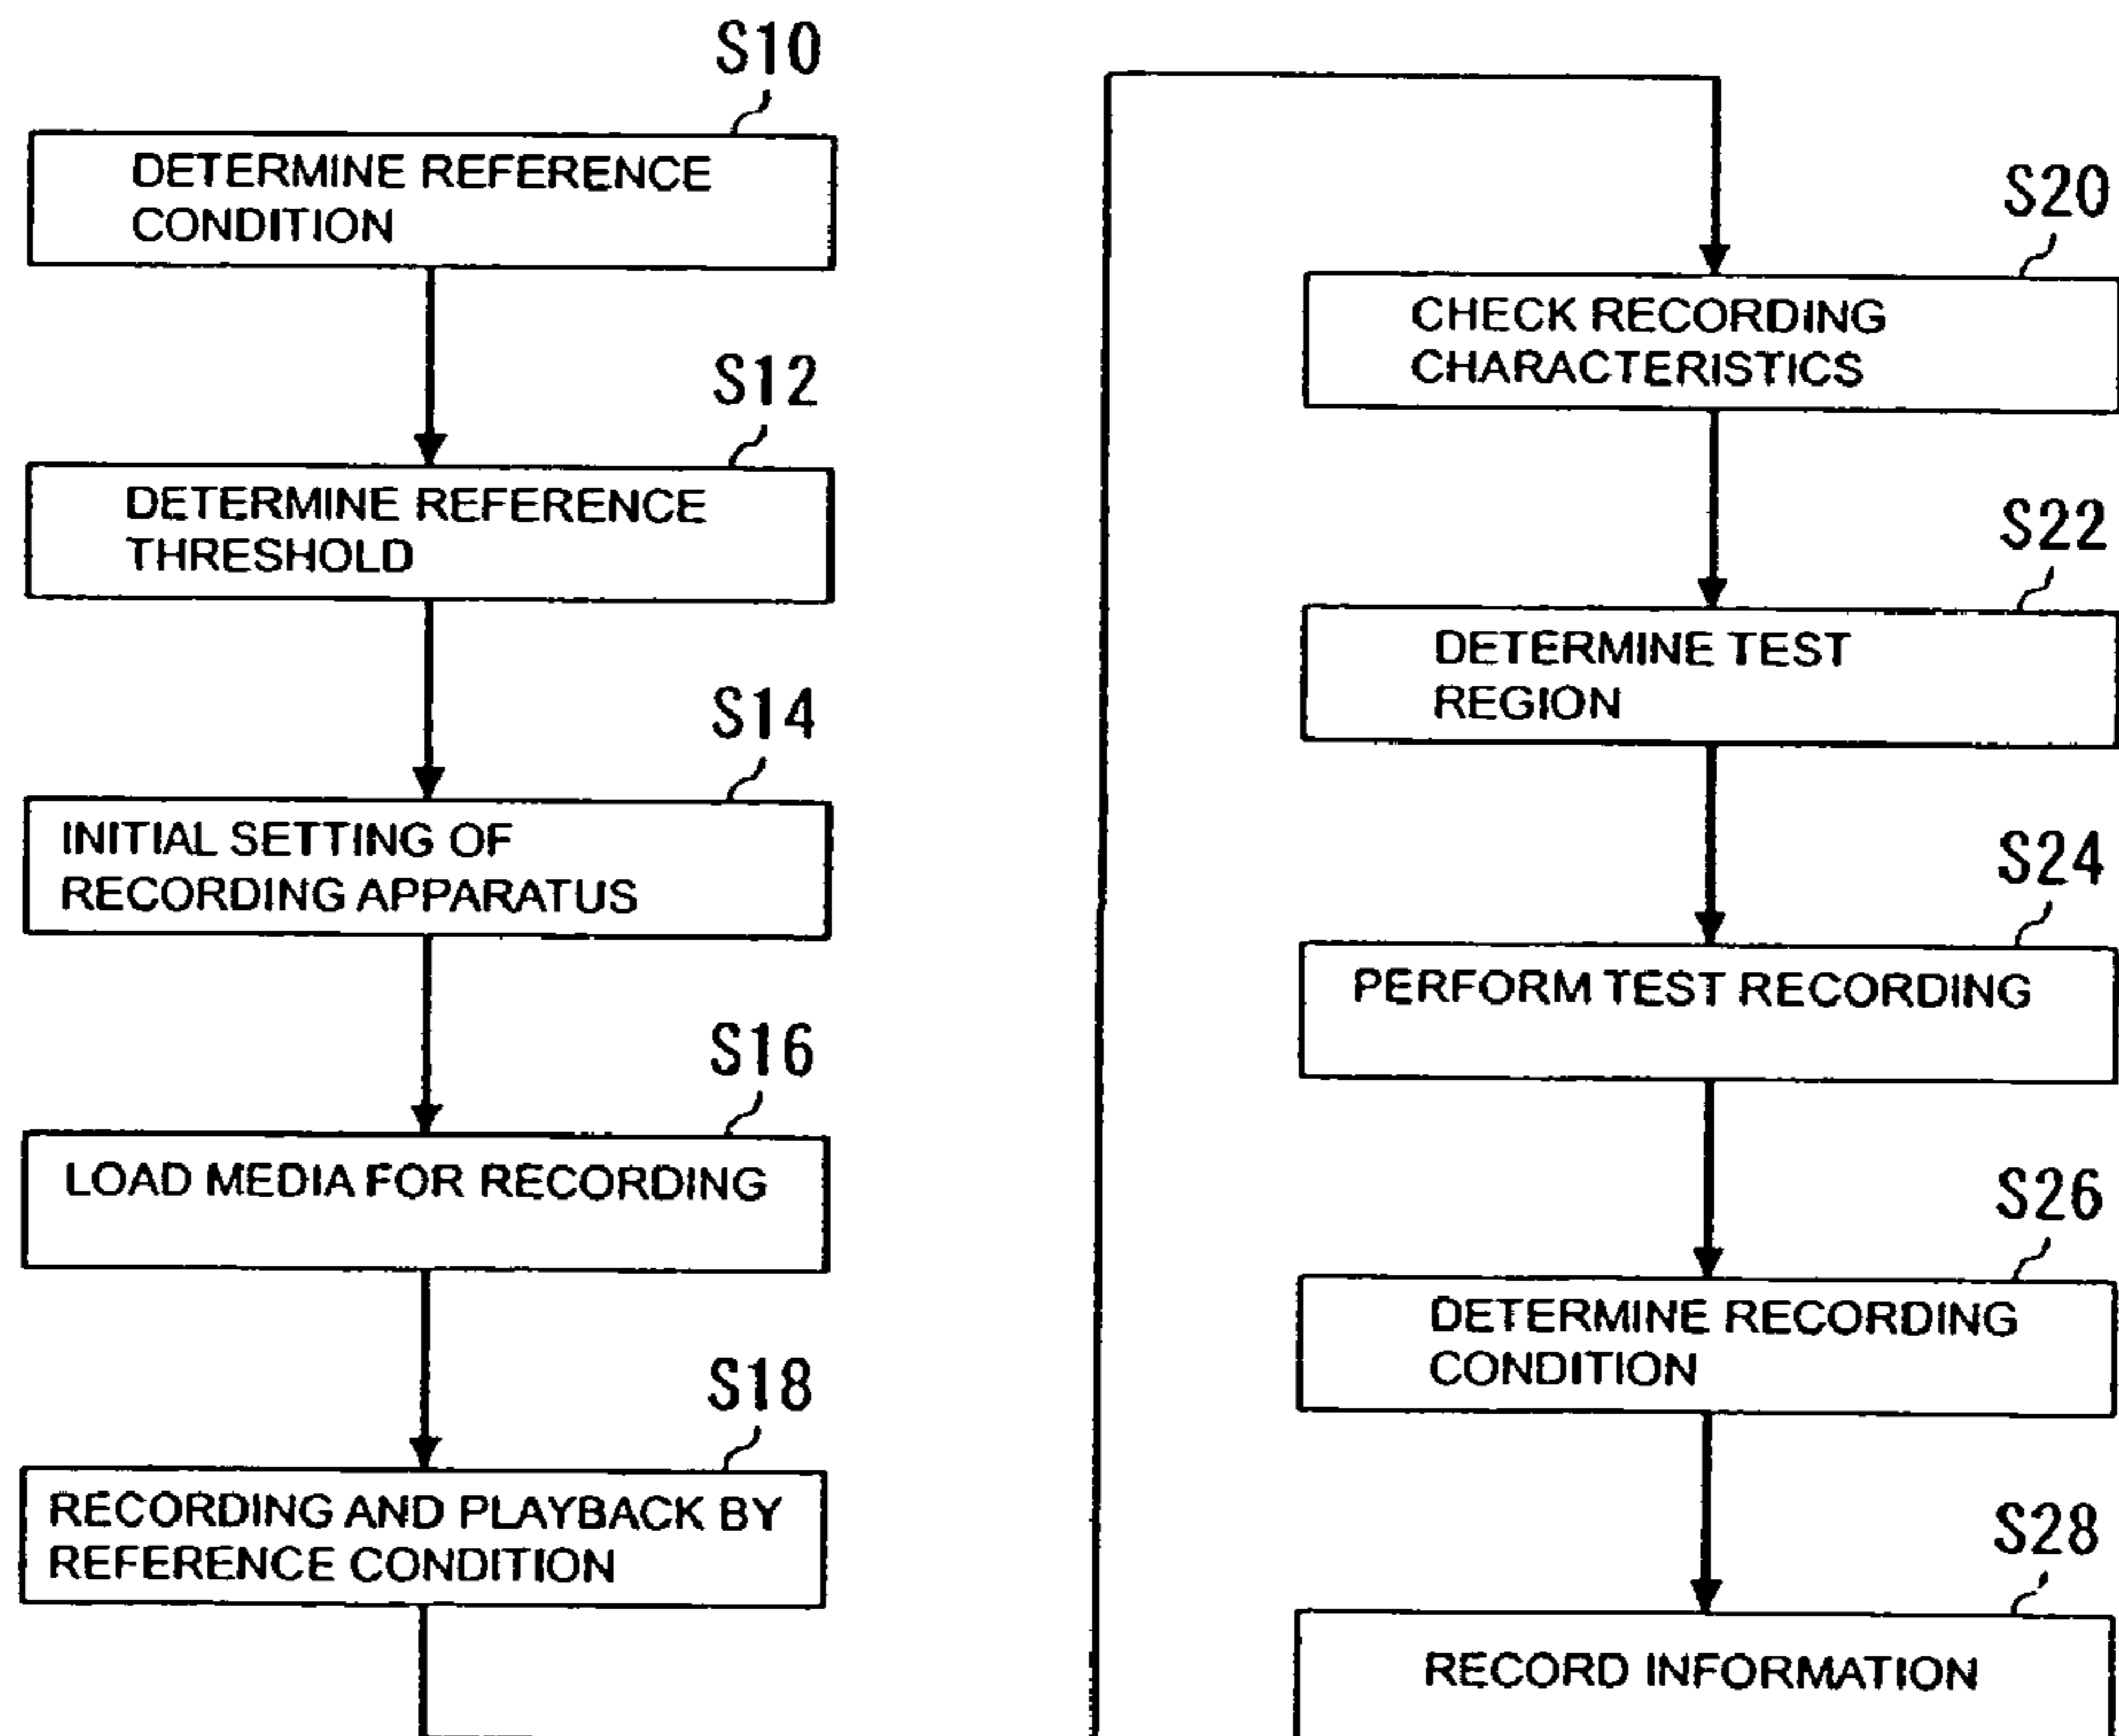 S10
DETERMINE REFERENCE
CONDITION
S12
DETERMINE REFERENCE
THRESHOLD
S14
INITIAL SETTING OF
RECORDING APPARATUS
S16
LOAD MEDIA FOR RECORDING
S18
RECORDING AND PLAYBACK BY
REFERENCE CONDITION
S20
CHECK RECORDING
CHARACTERISTICS
S22
DETERMINE TEST
REGION
S24
PERFORM TEST RECORDING
S26
DETERMINE RECORDING
CONDITION
S28
RECORD INFORMATION